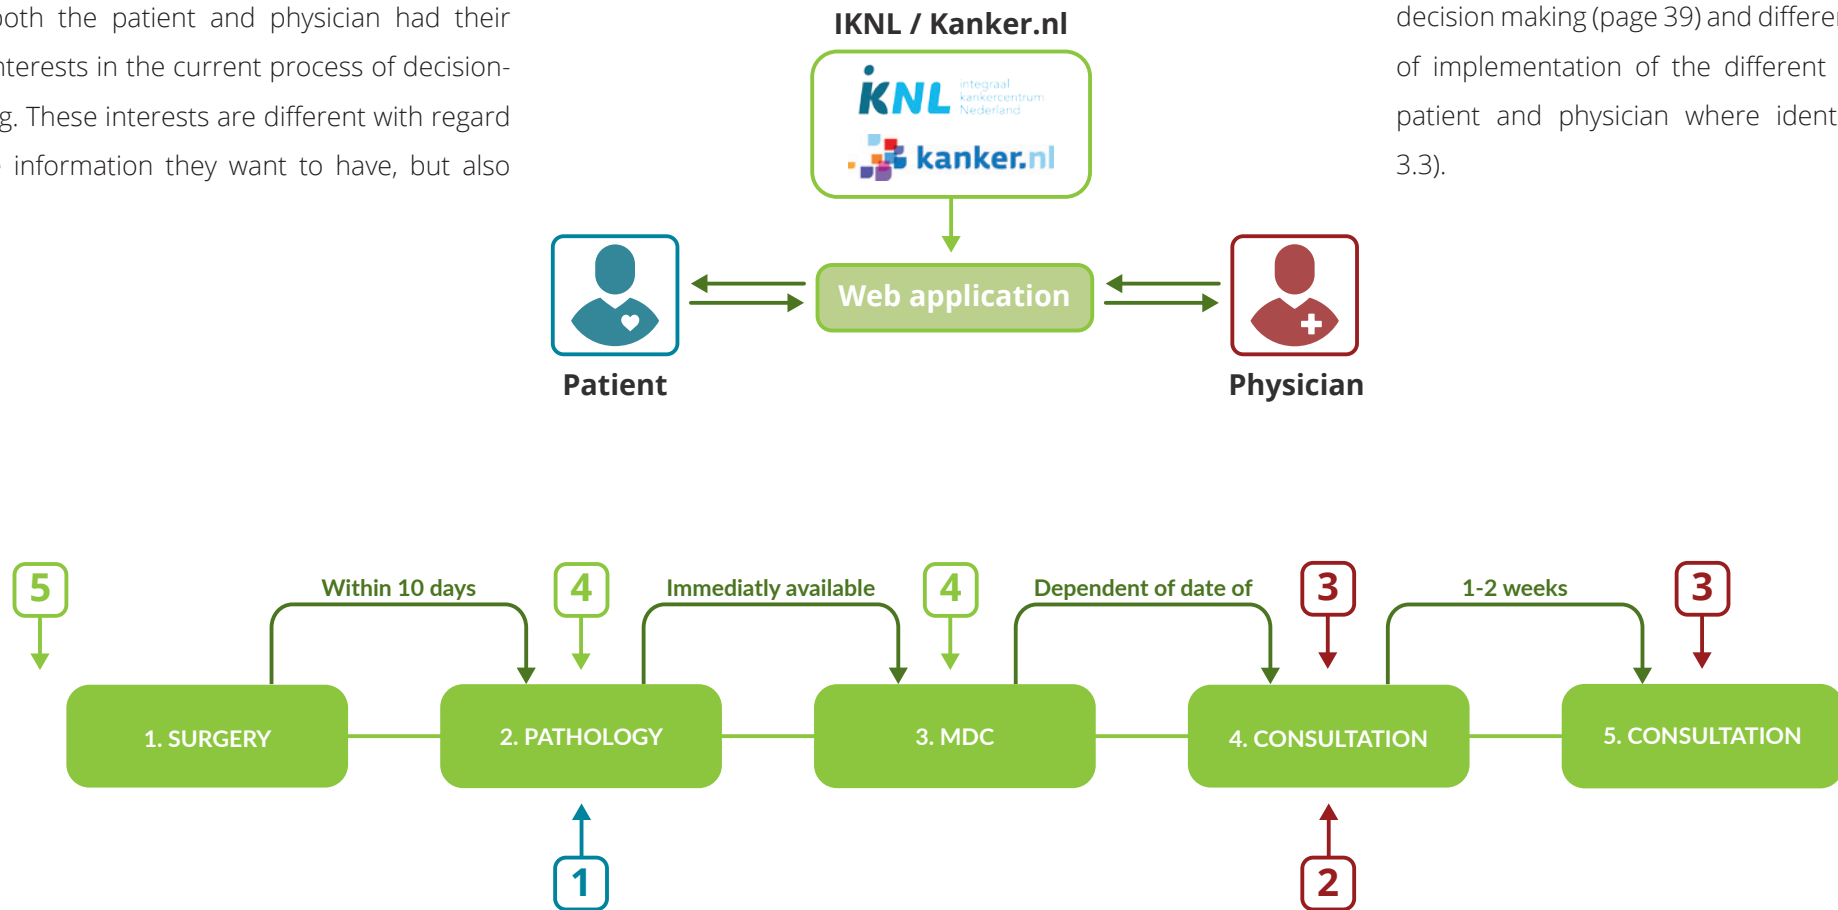 both the patient and physician had their
interests in the current process of decision-
These interests are different with regard
information they want to have, but also
decision making (page 39) and
of implementation of the different
patient and physician where
3.3).
IKNL / Kanker.nl
iKNL integraal
kankercentrum
Nederland
kanker.nl
Web application
Patient
Physician
5
Within 10 days
4
Immediatly available
4
Dependent of date of
3
1-2 weeks
3
1. SURGERY
2. PATHOLOGY
3. MDC
4. CONSULTATION
5. CONSULTATION
1
2